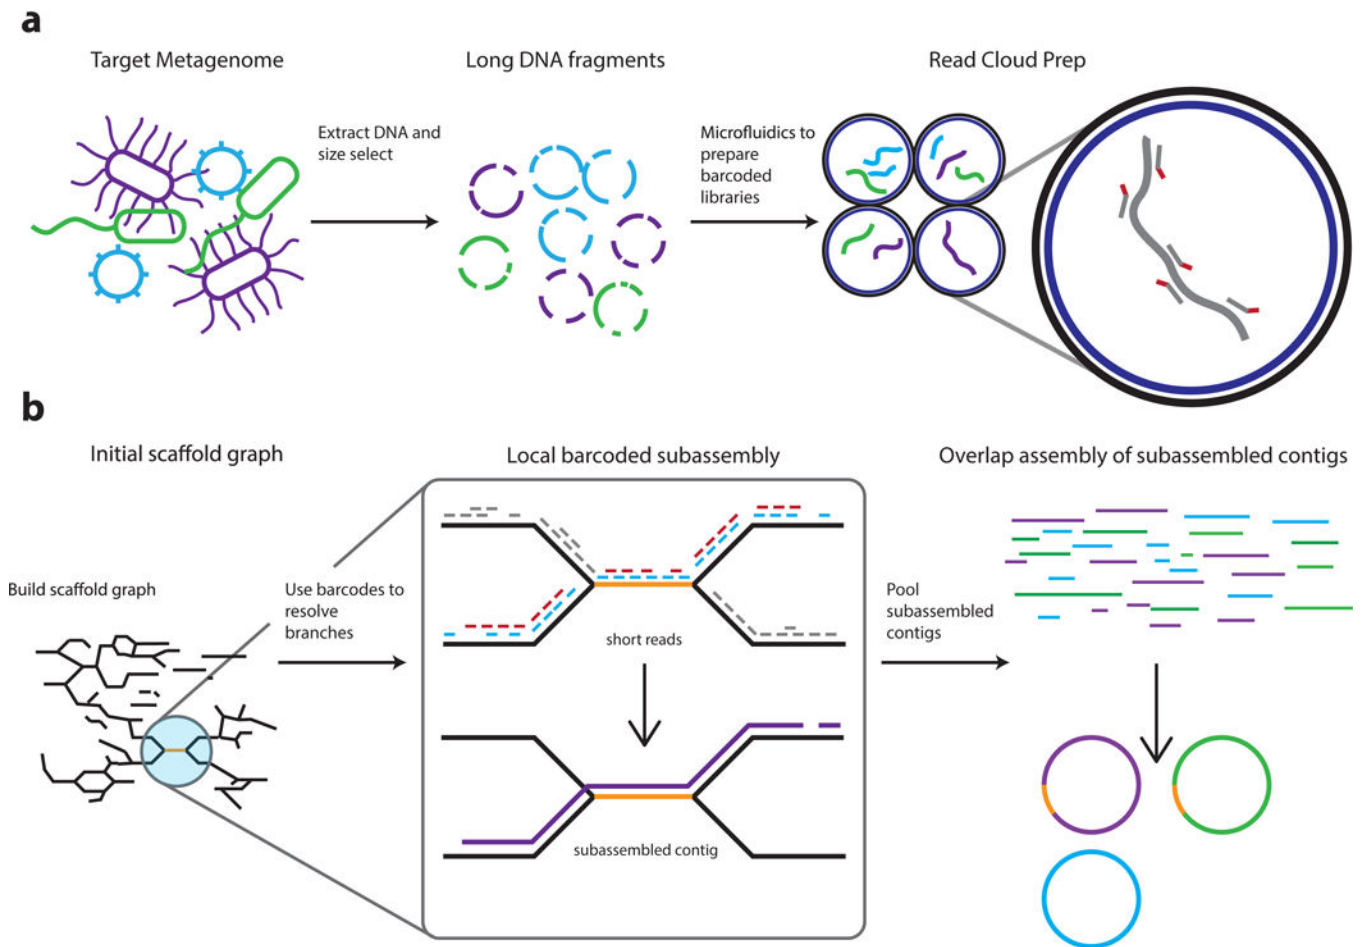 a
Target Metagenome
Long DNA fragments
Read Cloud Prep
Extract DNA and
size select
Microfluidics to
prepare
barcoded
libraries
b
Initial scaffold graph
Local barcoded subassembly
Overlap assembly of subassembled contigs
Build scaffold graph
Use barcodes to
resolve
branches
short reads
subassembled contig
Pool
subassembled
contigs